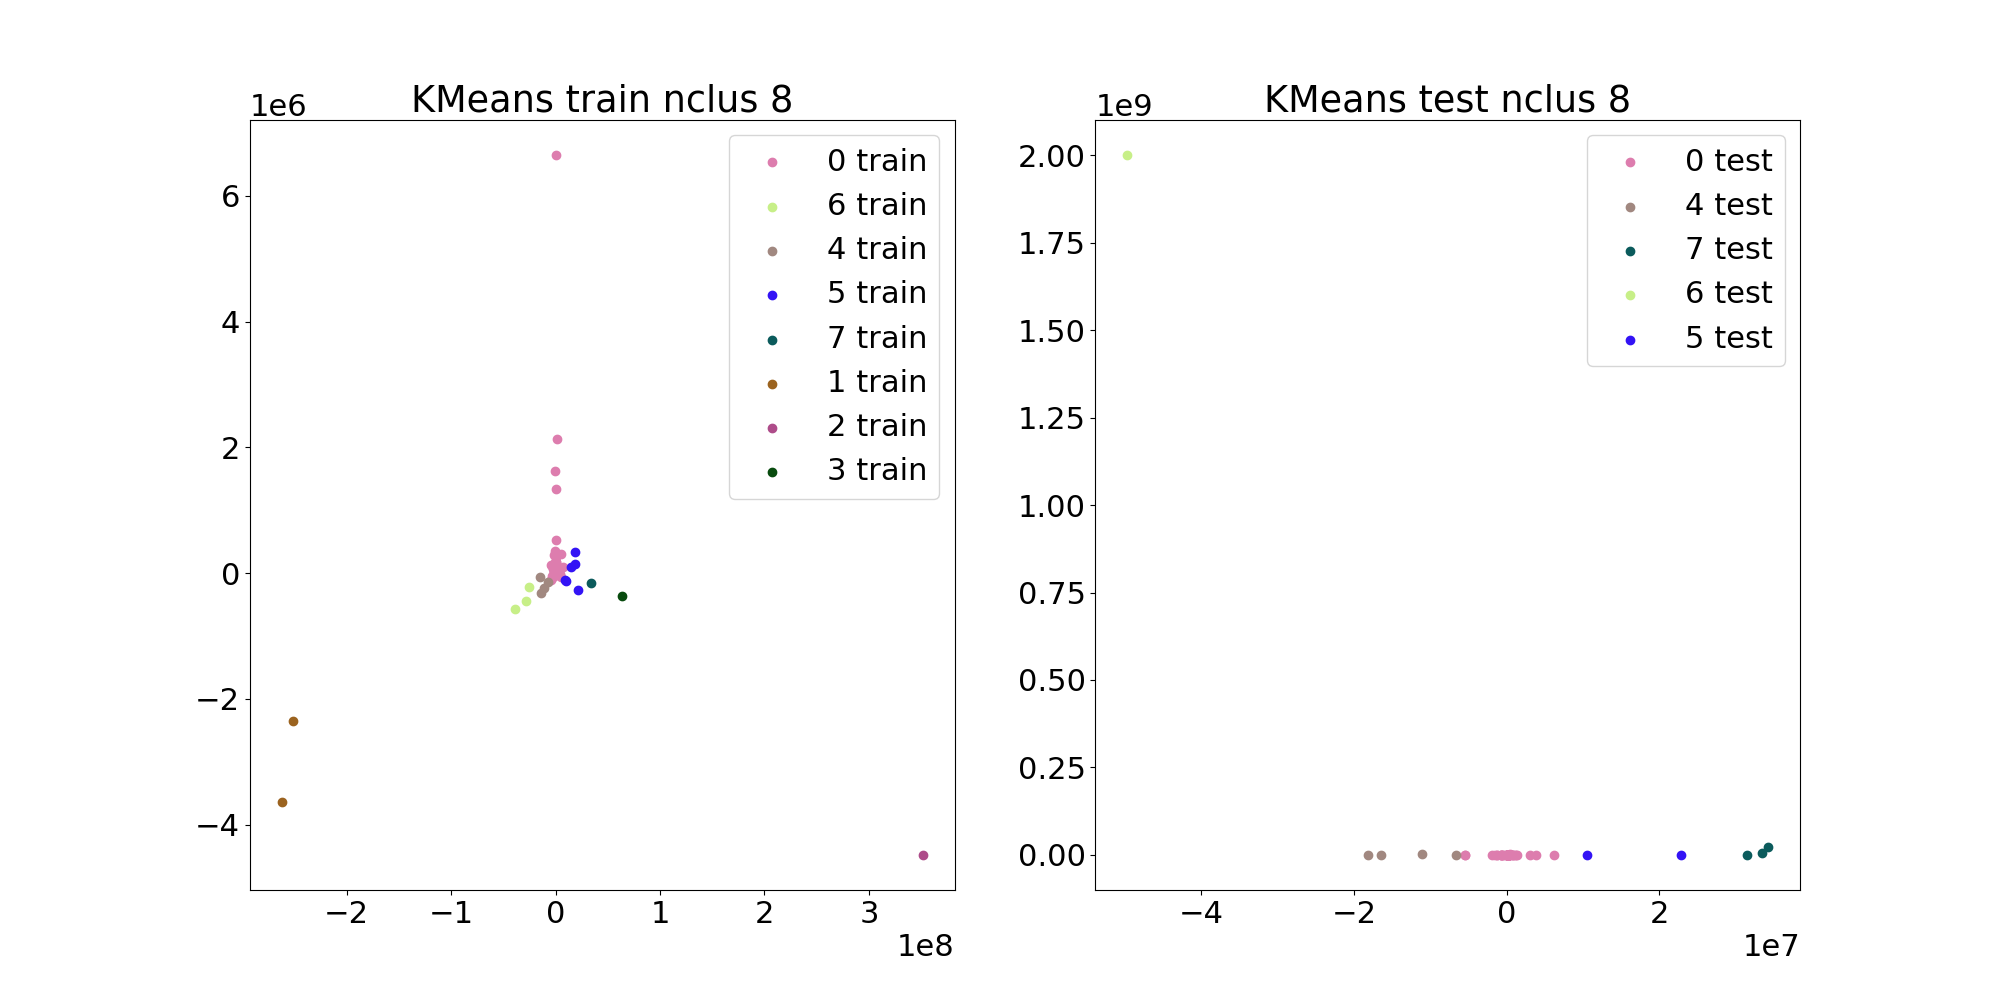 KMeans train nclus 8
1e6
6
4
2
0
−2
−4
−2 −1 0 1 2 3
1e8
0 train
6 train
4 train
5 train
7 train
1 train
2 train
3 train
KMeans test nclus 8
1e9
2.00
1.75
1.50
1.25
1.00
0.75
0.50
0.25
0.00
−4 −2 0 2
1e7
0 test
4 test
7 test
6 test
5 test